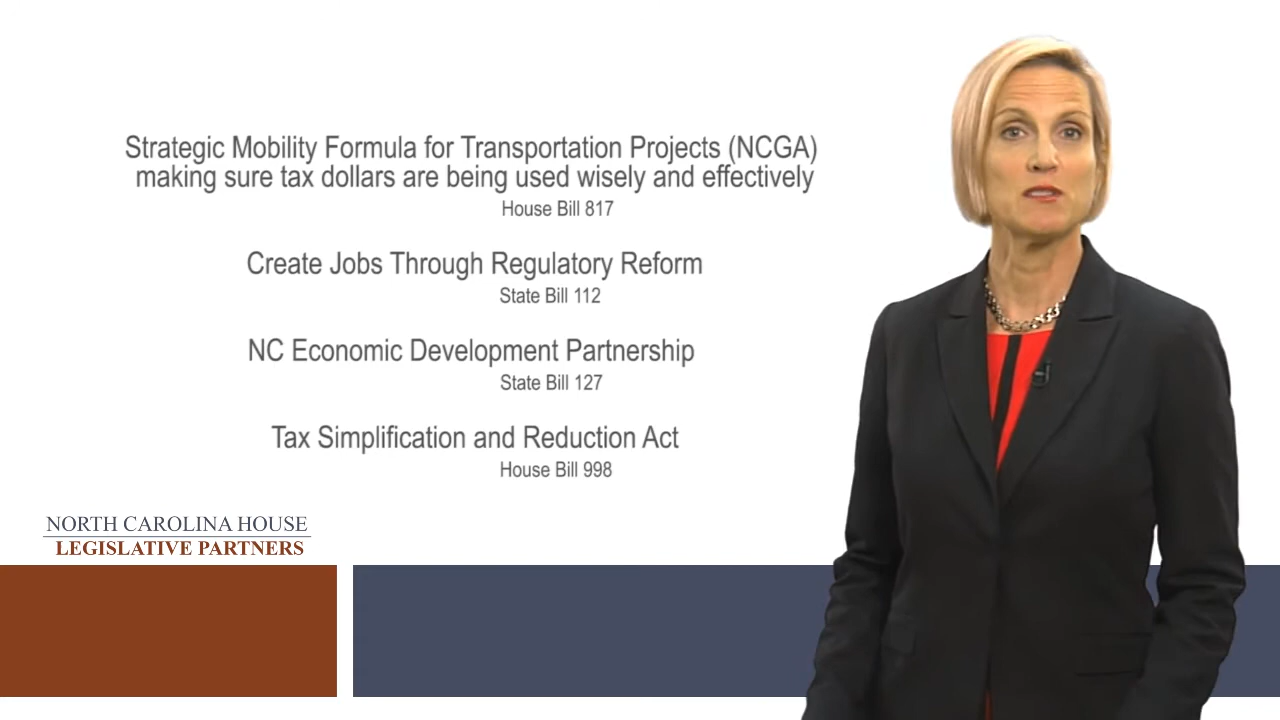 Strategic Mobility Formula for Transportation Projects (NCGA)
making sure tax dollars are being used wisely and effectively
House Bill 817
Create Jobs Through Regulatory Reform
State Bill 112
NC Economic Development Partnership
State Bill 127
Tax Simplification and Reduction Act
House Bill 998
NORTH CAROLINA HOUSE
LEGISLATIVE PARTNERS